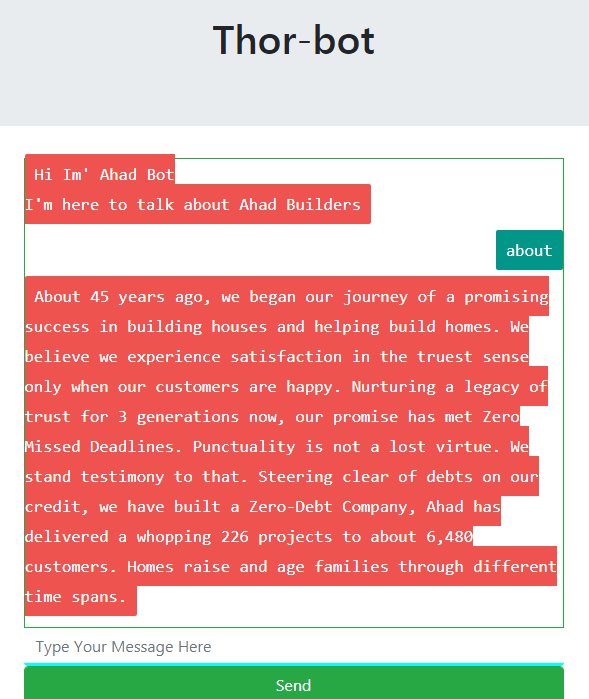 Thor-bot
Hi Im' Ahad Bot
I'm here to talk about Ahad Builders
about
About 45 years ago, we began our journey of a promising
success in building houses and helping build homes. We
believe we experience satisfaction in the truest sense
only when our customers are happy. Nurturing a legacy of
trust for 3 generations now, our promise has met Zero
Missed Deadlines. Punctuality is not a lost virtue. We
stand testimony to that. Steering clear of debts on our
credit, we have built a Zero-Debt Company, Ahad has
delivered a whopping 226 projects to about 6,480
customers. Homes raise and age families through different
time spans.
Type Your Message Here
Send